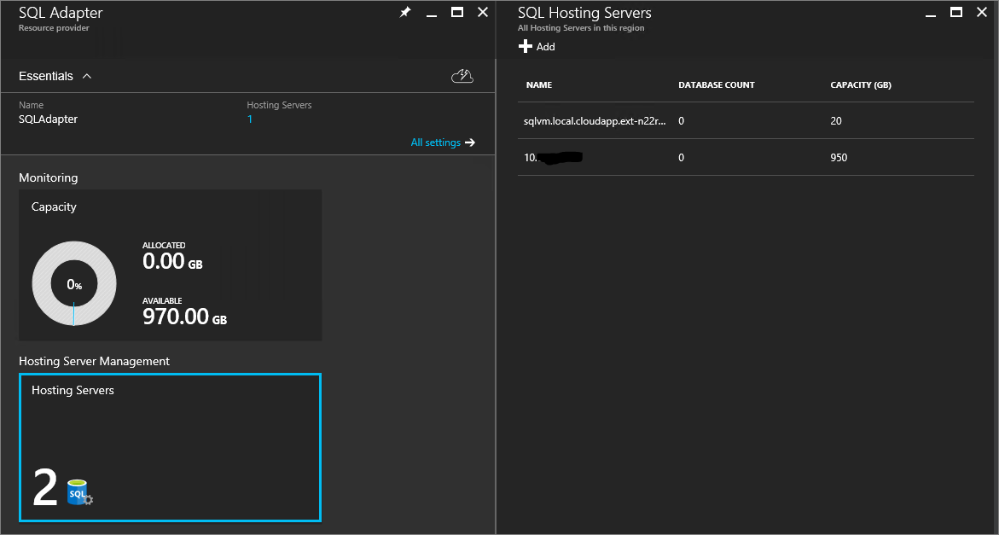 SQL Adapter
Resource provider
Essentials
Name
SQLAdapter
Hosting Servers
1
All settings
Monitoring
Capacity
0%
ALLOCATED
0.00 GB
AVAILABLE
970.00 GB
Hosting Server Management
Hosting Servers
2
SQL
SQL Hosting Servers
All Hosting Servers in this region
Add
NAME DATABASE COUNT CAPACITY (GB)
sqlvm.local.cloudapp.ext-n22r... 0 20
10. 0 950